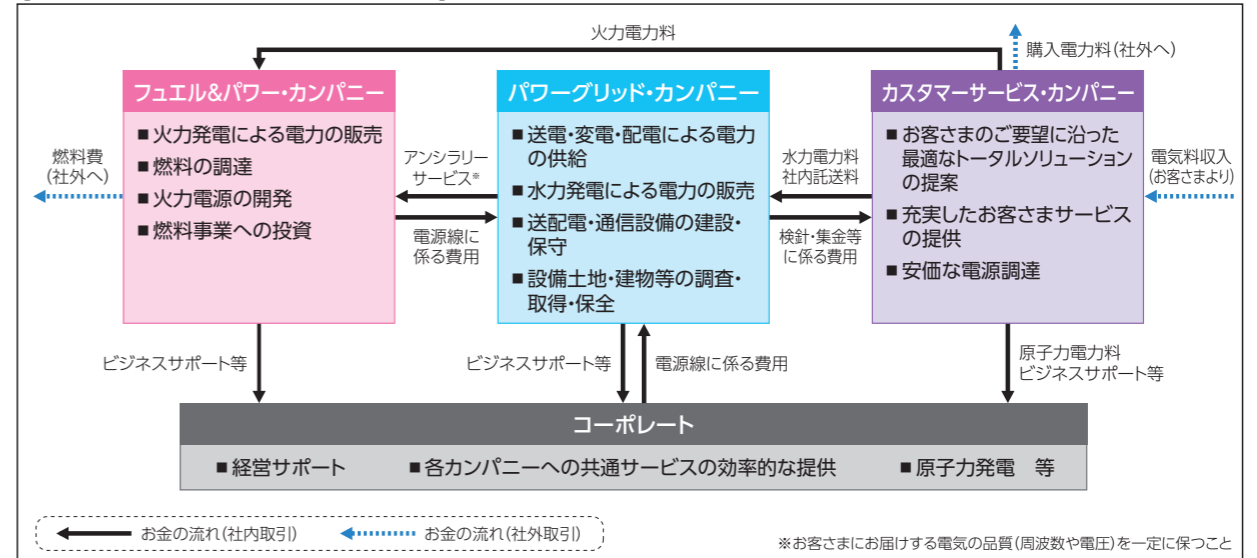 火力電力料
購入電力料(社外へ)
フュエル&パワー・カンパニー
■火力発電による電力の販売
■燃料の調達
■火力電源の開発
■燃料事業への投資
燃料費
(社外へ)
アンシラリー
サービス※
電源線に
係る費用
パワーグリッド・カンパニー
■送電・変電・配電による電力
の供給
■水力発電による電力の販売
■送配電・通信設備の建設・
保守
■設備土地・建物等の調査・
取得・保全
水力電力料
社内託送料
検針・集金等
に係る費用
カスタマーサービス・カンパニー
■お客さまのご要望に沿った
最適なトータルソリューション
の提案
■充実したお客さまサービス
の提供
■安価な電源調達
電気料収入
(お客さまより)
ビジネスサポート等
ビジネスサポート等
電源線に係る費用
原子力電力料
ビジネスサポート等
コーポレート
■経営サポート ■各カンパニーへの共通サービスの効率的な提供 ■原子力発電 等
お金の流れ(社内取引) お金の流れ(社外取引)
※お客さまにお届けする電気の品質(周波数や電圧)を一定に保つこと